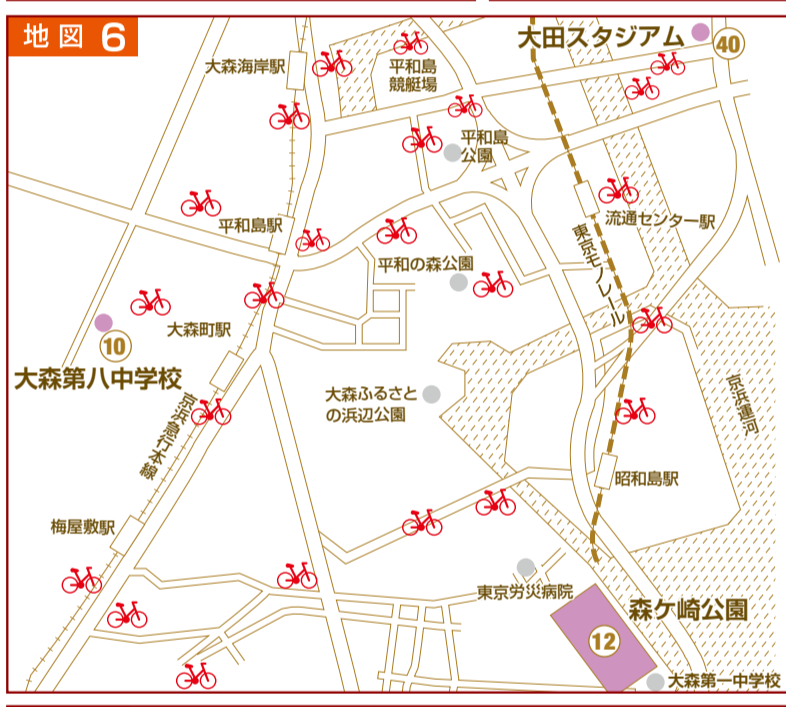 地図 6
大田スタジアム
40
大森海岸駅
平和島
競艇場
平和島
公園
流通センター駅
平和島駅
東京モノレール
平和の森公園
大森町駅
10
大森第八中学校
大森ふるさと
の浜辺公園
京浜運河
京浜急行本線
昭和島駅
梅屋敷駅
東京労災病院
森ケ崎公園
12
大森第一中学校